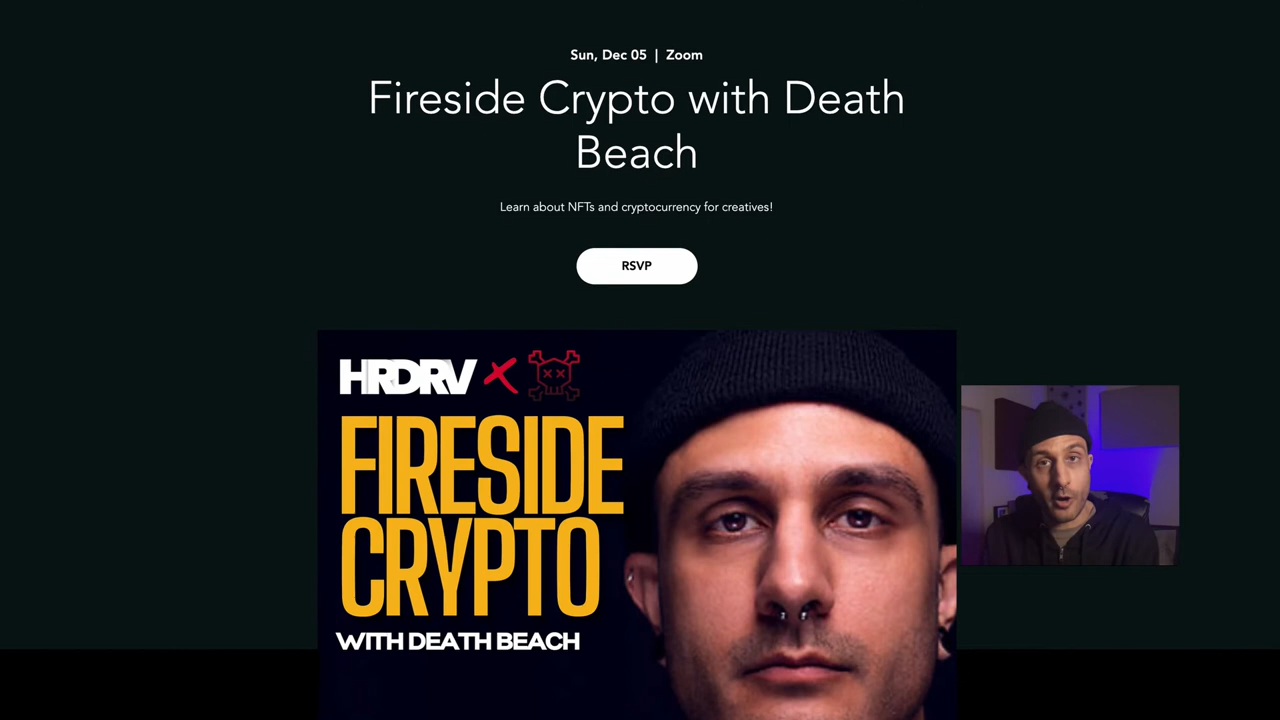 Sun, Dec 05 | Zoom
Fireside Crypto with Death
Beach
Learn about NFTs and cryptocurrency for creatives!
RSVP
HRDRV X
FIRESIDE
CRYPTO
WITH DEATH BEACH